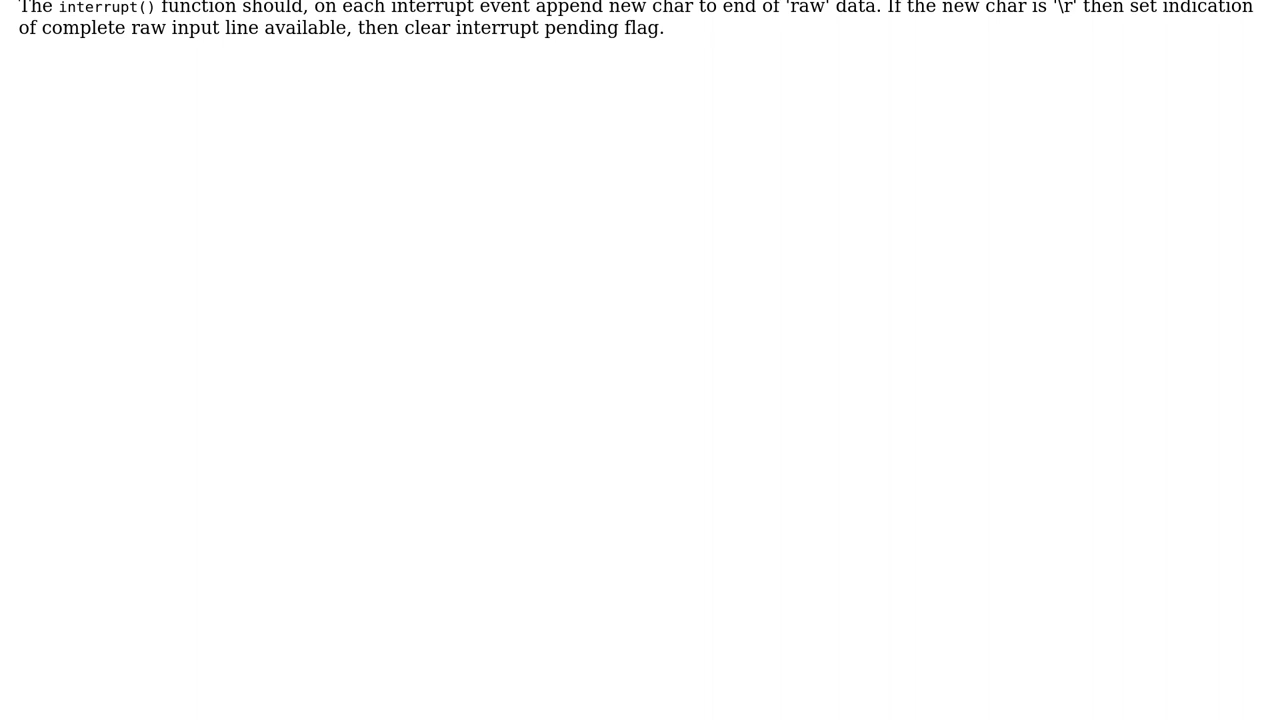 The interrupt() function should, on each interrupt event append new char to end of 'raw' data. If the new char is '\r' then set indication
of complete raw input line available, then clear interrupt pending flag.